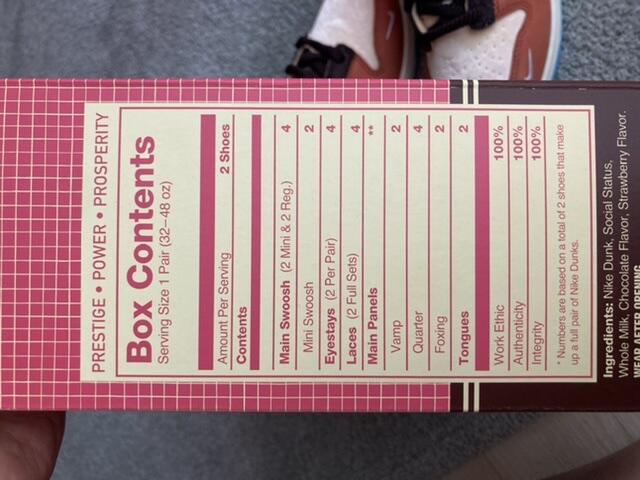 PRESTIGE • POWER • PROSPERITY
Box Contents
Serving Size 1 Pair (32–48 oz)
Amount Per Serving 2 Shoes
Contents
Main Swoosh (2 Mini & 2 Reg.) 4
Mini Swoosh 2
Eyestays (2 Per Pair) 4
Laces (2 Full Sets) 4
Main Panels **
Vamp 2
Quarter 4
Foxing 2
Tongues 2
Work Ethic 100%
Authenticity 100%
Integrity 100%
* Numbers are based on a total of 2 shoes that make
up a full pair of Nike Dunks.
Ingredients: Nike Dunk, Social Status,
Whole Milk, Chocolate Flavor, Strawberry Flavor.
WEAR AFTER OPENING